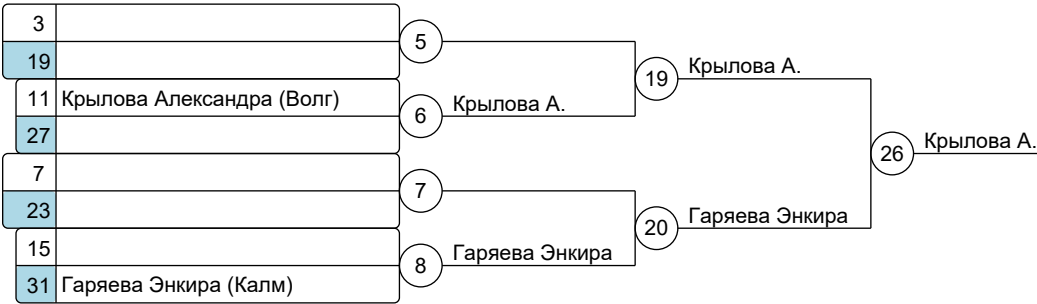 3
19
11 Крылова Александра (Волг)
27
7
23
15
31 Гаряева Энкира (Калм)
5
6 Крылова А.
7
8 Гаряева Энкира
19 Крылова А.
20 Гаряева Энкира
26 Крылова А.